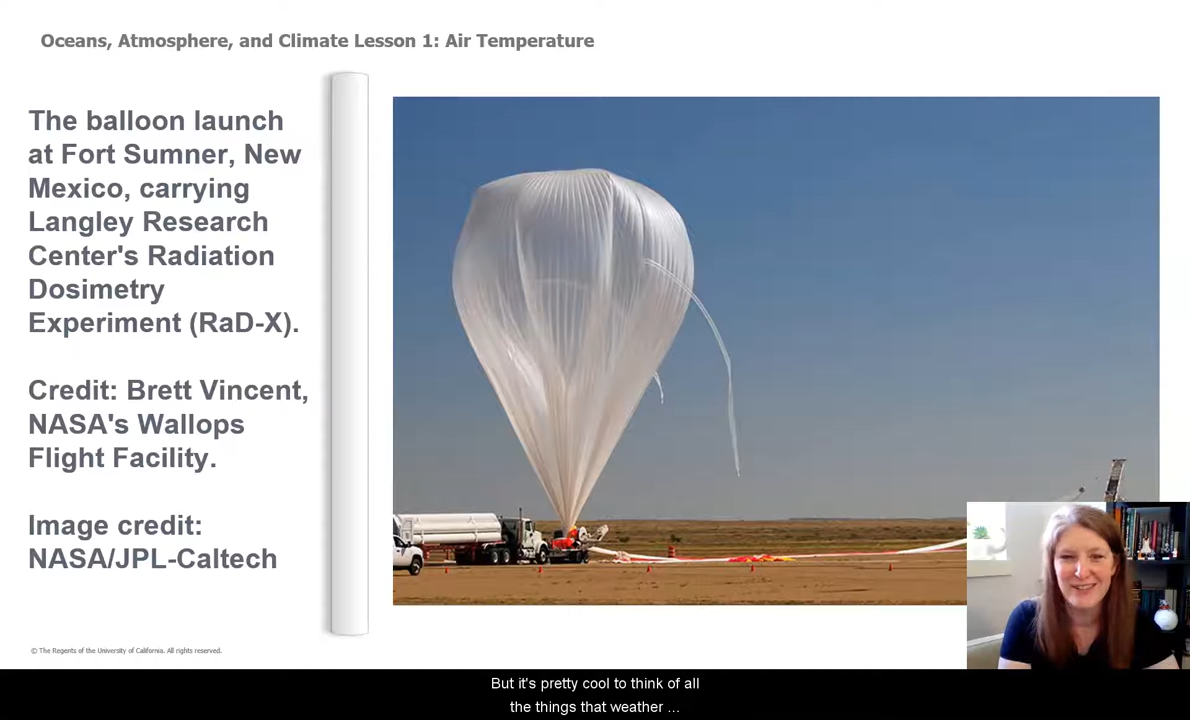 Oceans, Atmosphere, and Climate Lesson 1: Air Temperature
The balloon launch
at Fort Sumner, New
Mexico, carrying
Langley Research
Center's Radiation
Dosimetry
Experiment (RaD-X).
Credit: Brett Vincent,
NASA's Wallops
Flight Facility.
Image credit:
NASA/JPL-Caltech
© The Regents of the University of California. All rights reserved.
But it's pretty cool to think of all
the things that weather ...